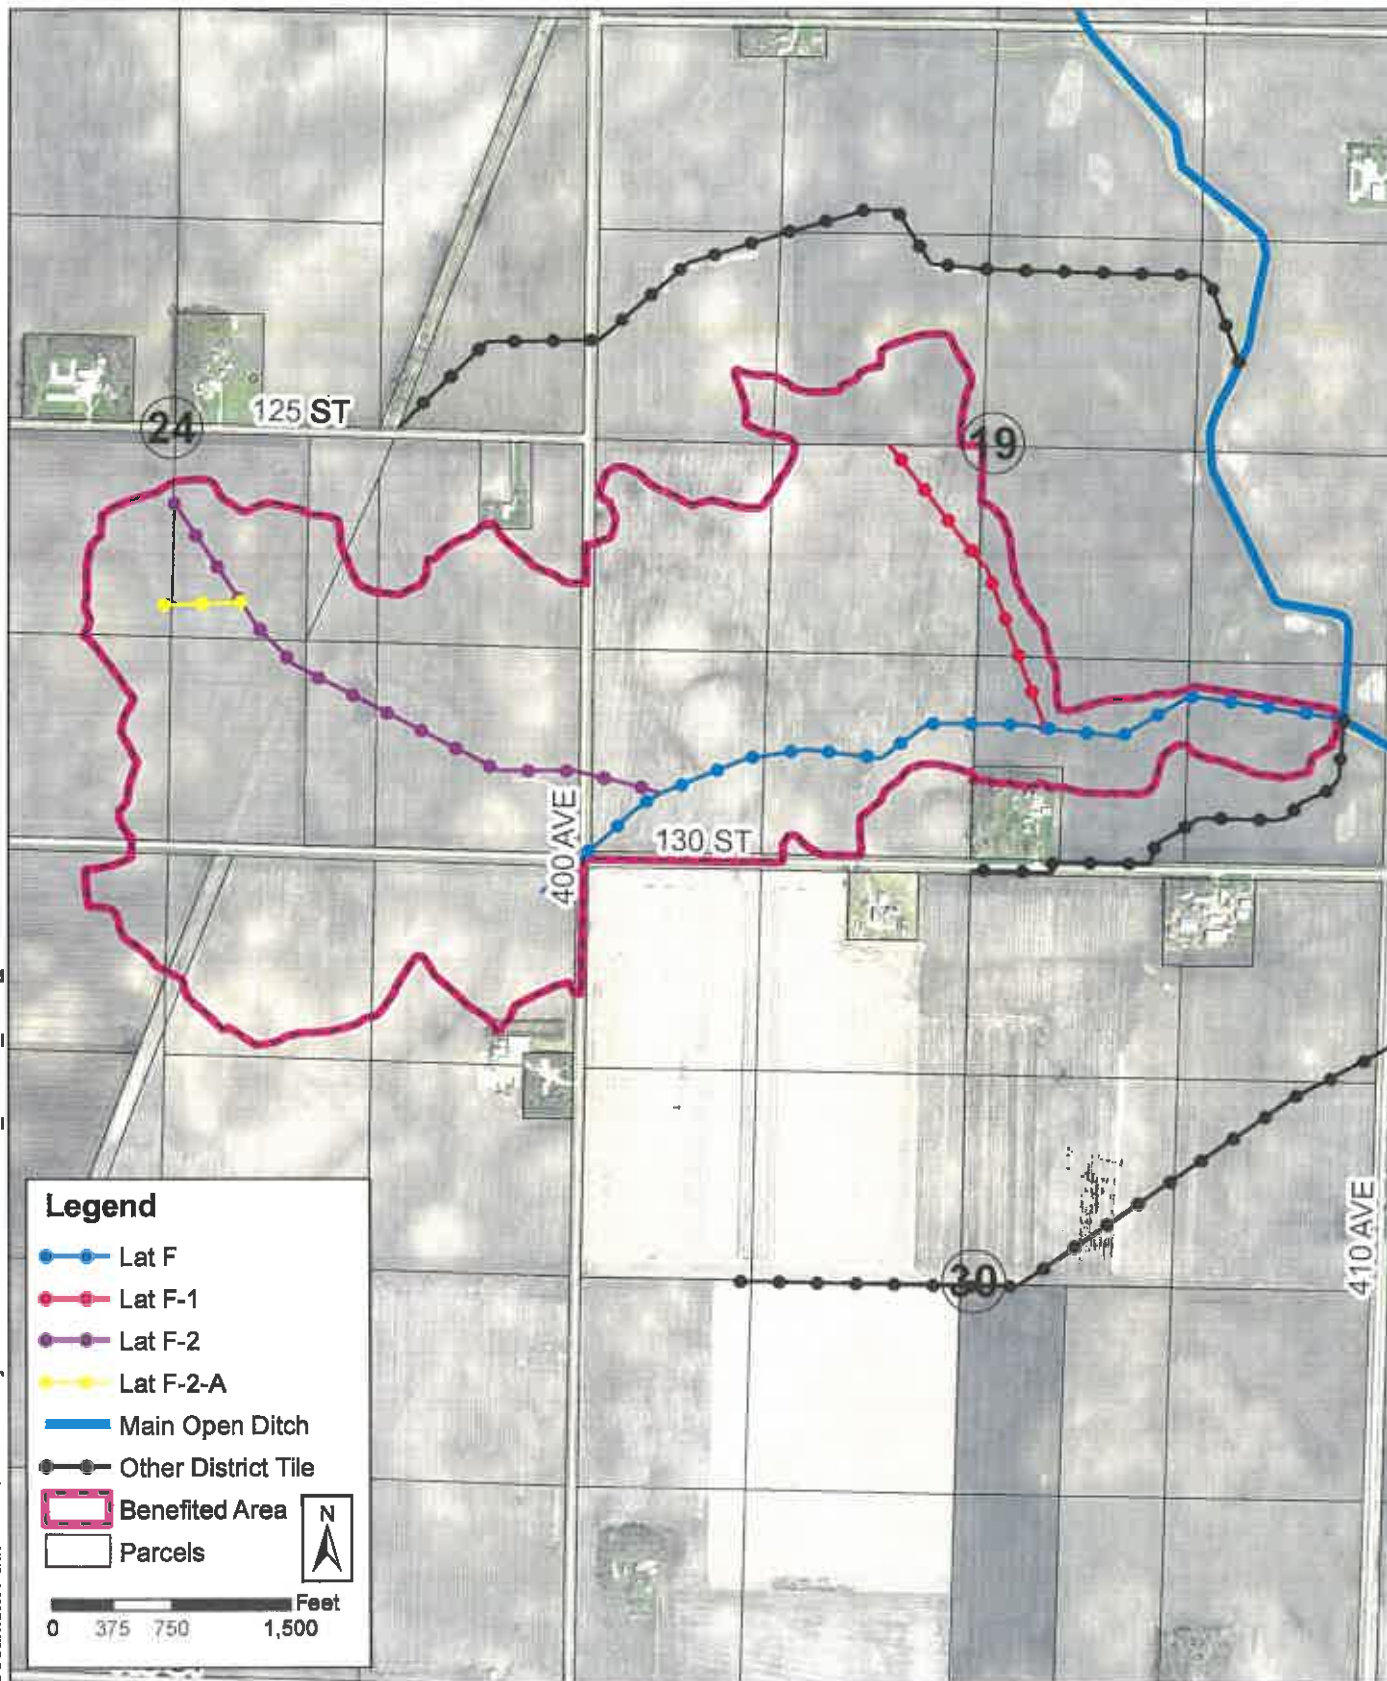 24
125 ST
19
400 AVE
130 ST
30
410 AVE
Legend
Lat F
Lat F-1
Lat F-2
Lat F-2-A
Main Open Ditch
Other District Tile
Benefited Area
Parcels
N
Feet
0 375 750 1,500